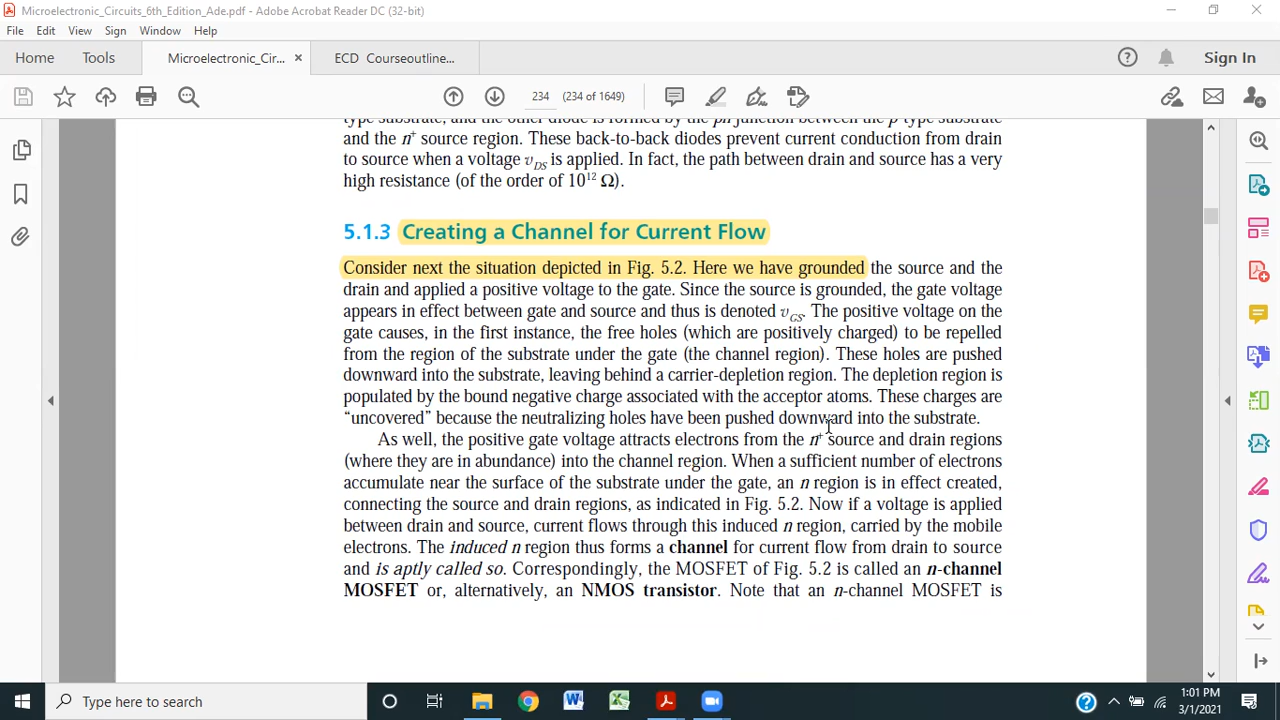 Microelectronic_Circuits_6th_Edition_Ade.pdf - Adobe Acrobat Reader DC (32-bit)
File Edit View Sign Window Help
Home Tools Microelectronic_Cir... × ECD Courseoutline... Sign In
234 (234 of 1649)
type substrate, and the other diode is formed by the pn junction between the p-type substrate
and the n⁺ source region. These back-to-back diodes prevent current conduction from drain
to source when a voltage v_DS is applied. In fact, the path between drain and source has a very
high resistance (of the order of 10¹² Ω).
5.1.3 Creating a Channel for Current Flow
Consider next the situation depicted in Fig. 5.2. Here we have grounded the source and the
drain and applied a positive voltage to the gate. Since the source is grounded, the gate voltage
appears in effect between gate and source and thus is denoted v_GS. The positive voltage on the
gate causes, in the first instance, the free holes (which are positively charged) to be repelled
from the region of the substrate under the gate (the channel region). These holes are pushed
downward into the substrate, leaving behind a carrier-depletion region. The depletion region is
populated by the bound negative charge associated with the acceptor atoms. These charges are
“uncovered” because the neutralizing holes have been pushed downward into the substrate.
As well, the positive gate voltage attracts electrons from the n⁺ source and drain regions
(where they are in abundance) into the channel region. When a sufficient number of electrons
accumulate near the surface of the substrate under the gate, an n region is in effect created,
connecting the source and drain regions, as indicated in Fig. 5.2. Now if a voltage is applied
between drain and source, current flows through this induced n region, carried by the mobile
electrons. The induced n region thus forms a channel for current flow from drain to source
and is aptly called so. Correspondingly, the MOSFET of Fig. 5.2 is called an n-channel
MOSFET or, alternatively, an NMOS transistor. Note that an n-channel MOSFET is
Type here to search
1:01 PM
3/1/2021